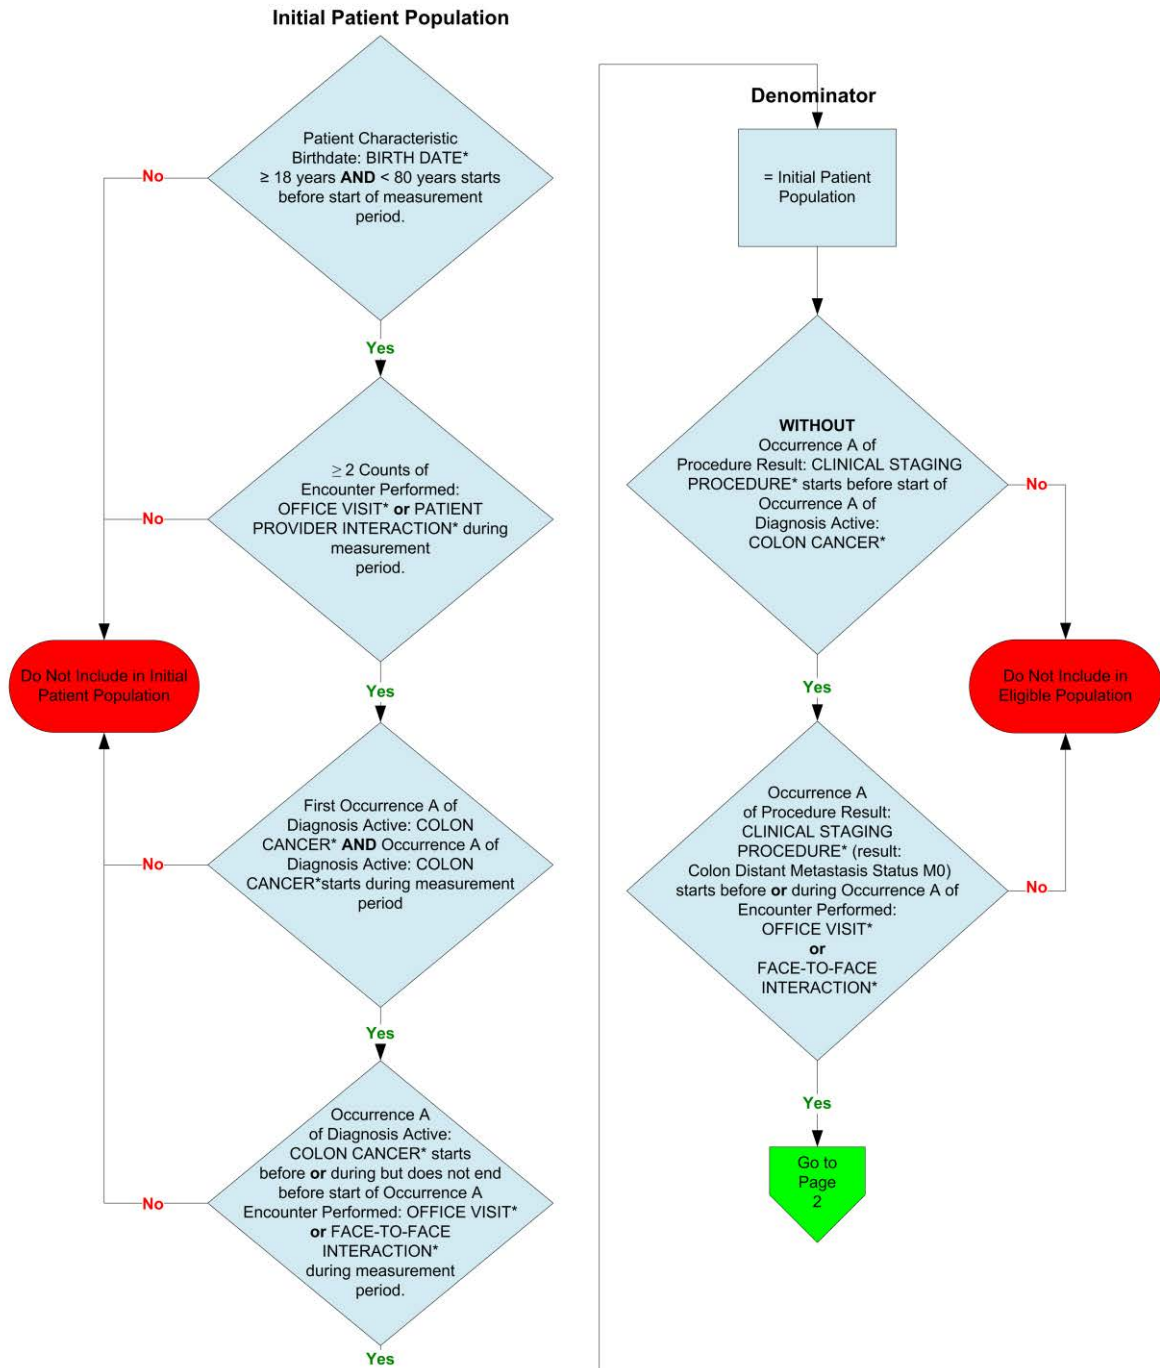 Initial Patient Population
Patient Characteristic
Birthdate: BIRTH DATE*
≥ 18 years AND < 80 years starts
before start of measurement
period.
No
Yes
≥ 2 Counts of
Encounter Performed:
OFFICE VISIT* or PATIENT
PROVIDER INTERACTION* during
measurement
period.
No
Do Not Include in Initial
Patient Population
Yes
First Occurrence A of
Diagnosis Active: COLON
CANCER* AND Occurrence A of
Diagnosis Active: COLON
CANCER*starts during measurement
period
No
Yes
Occurrence A
of Diagnosis Active:
COLON CANCER* starts
before or during but does not end
before start of Occurrence A
Encounter Performed: OFFICE VISIT*
or FACE-TO-FACE
INTERACTION*
during measurement
period.
No
Yes
Denominator
= Initial Patient
Population
WITHOUT
Occurrence A of
Procedure Result: CLINICAL STAGING
PROCEDURE* starts before start of
Occurrence A of
Diagnosis Active:
COLON CANCER*
No
Yes
Do Not Include in
Eligible Population
Occurrence A
of Procedure Result:
CLINICAL STAGING
PROCEDURE* (result:
Colon Distant Metastasis Status M0)
starts before or during Occurrence A of
Encounter Performed:
OFFICE VISIT*
or
FACE-TO-FACE
INTERACTION*
No
Yes
Go to
Page
2